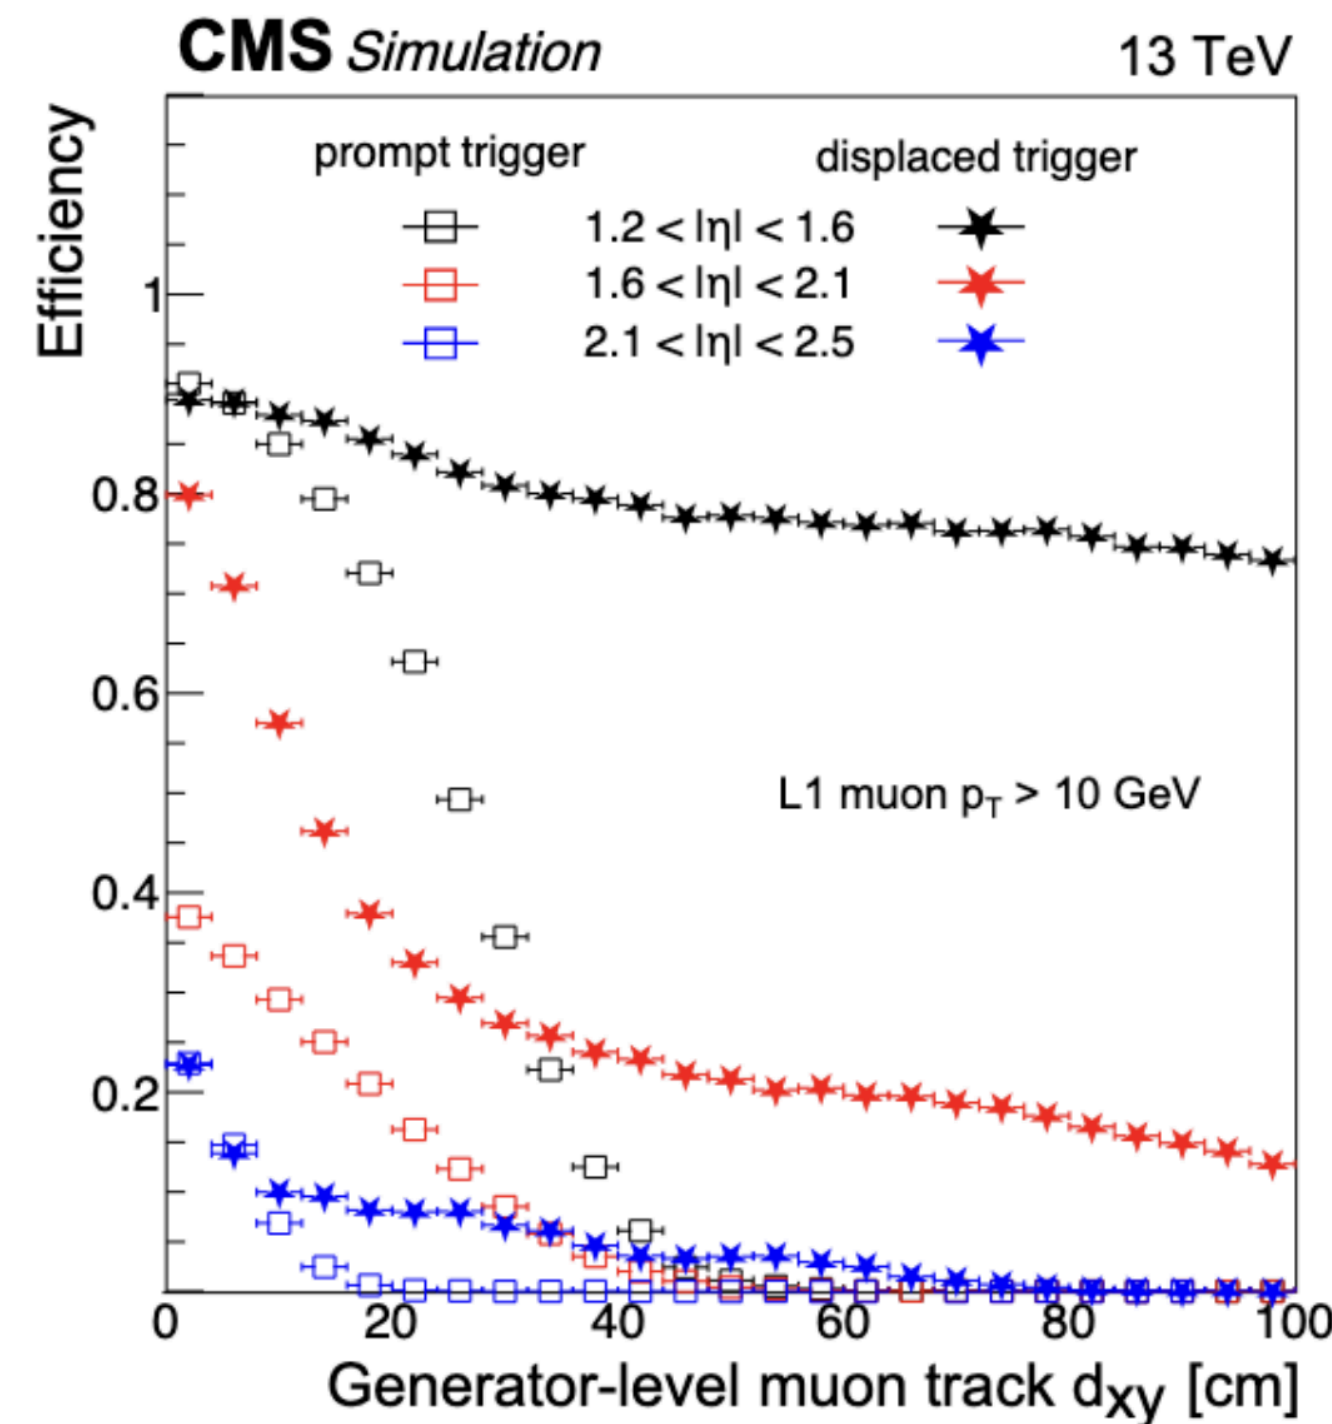 CMS Simulation 13 TeV
Efficiency
prompt trigger displaced trigger
1.2 < |η| < 1.6
1.6 < |η| < 2.1
2.1 < |η| < 2.5
1
0.8
0.6
L1 muon pT > 10 GeV
0.4
0.2
0 20 40 60 80 100
Generator-level muon track dxy [cm]